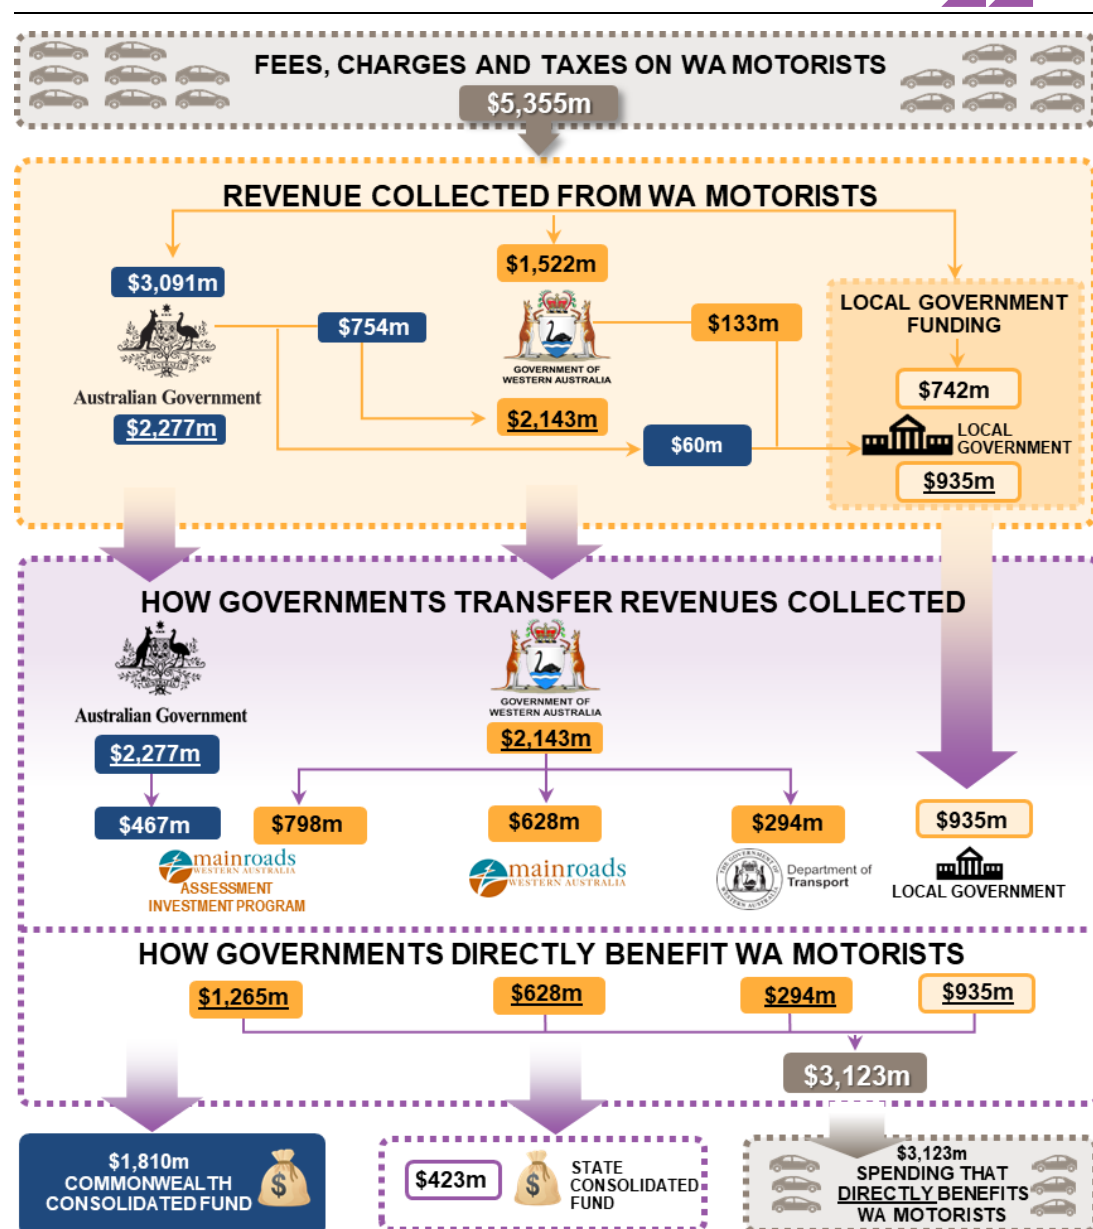 FEES, CHARGES AND TAXES ON WA MOTORISTS
$5,355m
REVENUE COLLECTED FROM WA MOTORISTS
$3,091m
$1,522m
LOCAL GOVERNMENT
FUNDING
$754m
$133m
GOVERNMENT OF
WESTERN AUSTRALIA
Australian Government
$742m
$2,277m
$2,143m
$60m
LOCAL
GOVERNMENT
$935m
HOW GOVERNMENTS TRANSFER REVENUES COLLECTED
Australian Government
GOVERNMENT OF
WESTERN AUSTRALIA
$2,277m
$2,143m
$467m
$798m
$628m
$294m
$935m
mainroads
WESTERN AUSTRALIA
ASSESSMENT
INVESTMENT PROGRAM
mainroads
WESTERN AUSTRALIA
THE GOVERNMENT OF
WESTERN AUSTRALIA
Department of
Transport
LOCAL GOVERNMENT
HOW GOVERNMENTS DIRECTLY BENEFIT WA MOTORISTS
$1,265m
$628m
$294m
$935m
$3,123m
$1,810m
COMMONWEALTH
CONSOLIDATED FUND
$
$423m
$
STATE
CONSOLIDATED
FUND
$3,123m
SPENDING THAT
DIRECTLY BENEFITS
WA MOTORISTS